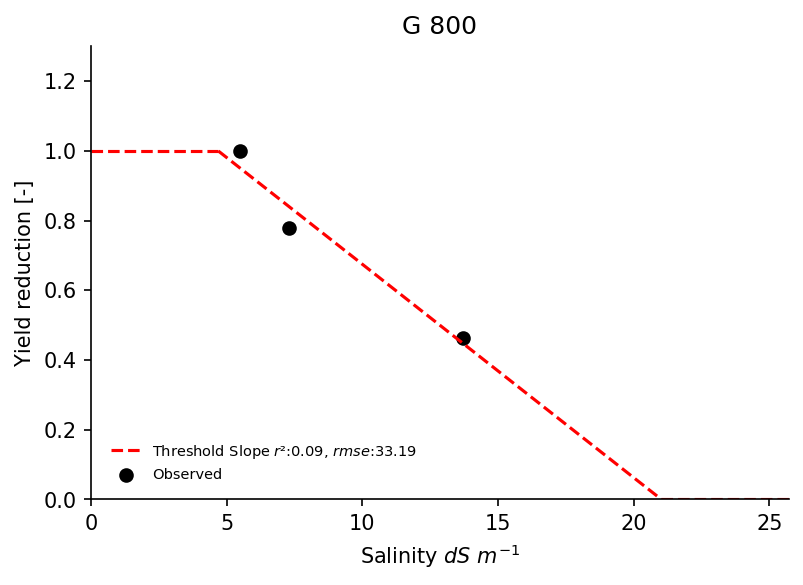 G 800
Yield reduction [-]
1.2
1.0
0.8
0.6
0.4
0.2
0.0
Threshold Slope r²:0.09, rmse:33.19
Observed
0 5 10 15 20 25
Salinity dS m⁻¹